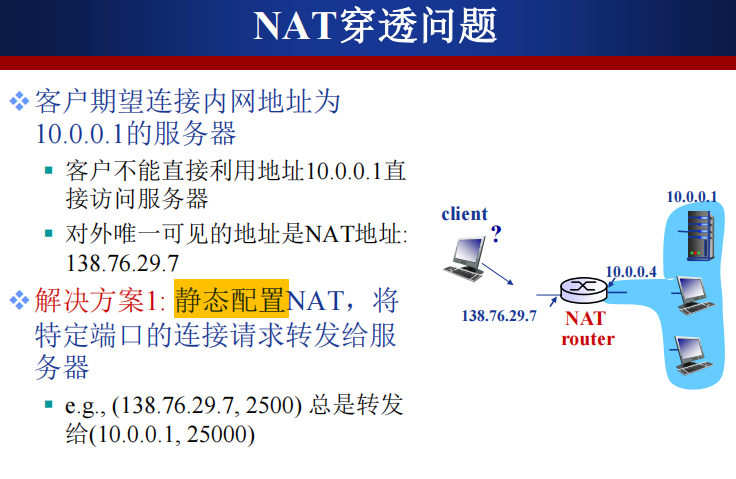 NAT穿透问题
客户期望连接内网地址为
10.0.0.1的服务器
客户不能直接利用地址10.0.0.1直
接访问服务器
对外唯一可见的地址是NAT地址:
138.76.29.7
解决方案1: 静态配置NAT，将
特定端口的连接请求转发给服
务器
e.g., (138.76.29.7, 2500) 总是转发
给(10.0.0.1, 25000)
10.0.0.1
client
?
10.0.0.4
138.76.29.7
NAT
router